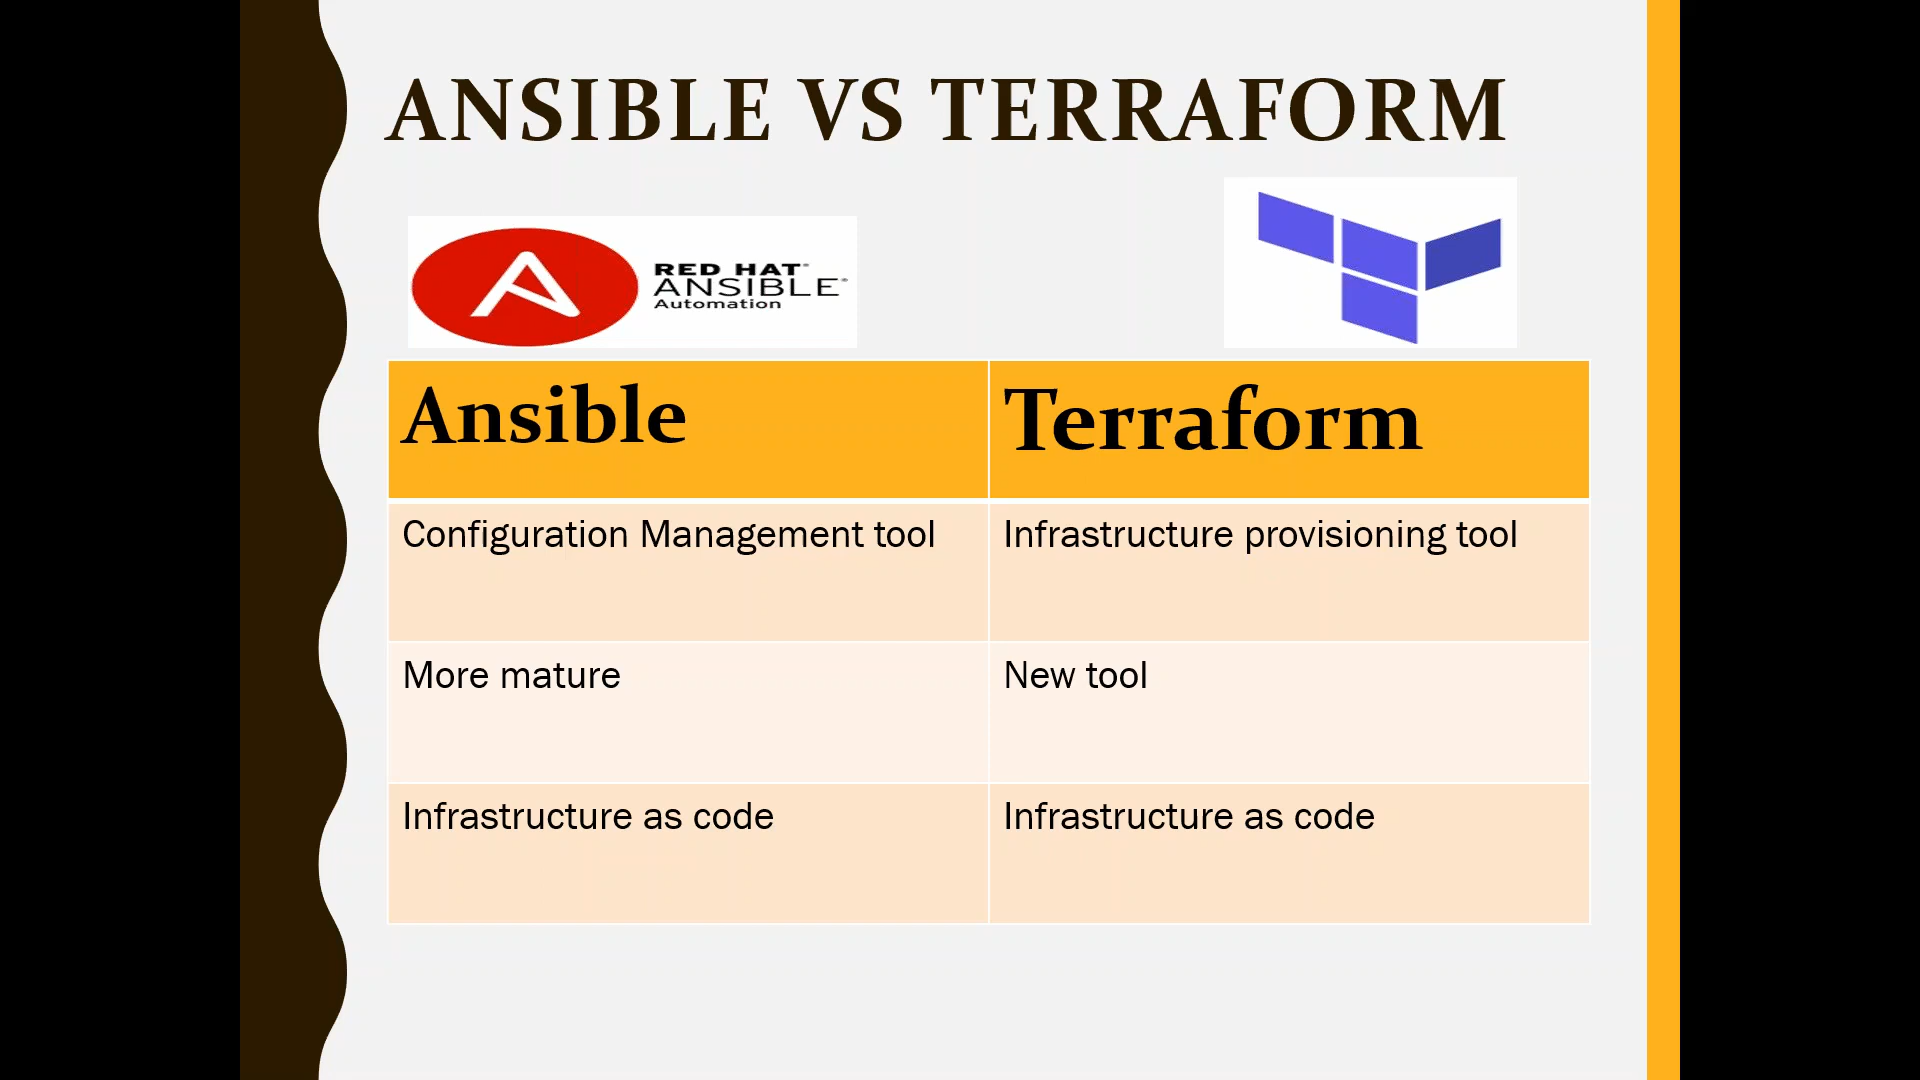 ANSIBLE VS TERRAFORM
RED HAT®
ANSIBLE®
Automation
Ansible
Terraform
Configuration Management tool
Infrastructure provisioning tool
More mature
New tool
Infrastructure as code
Infrastructure as code